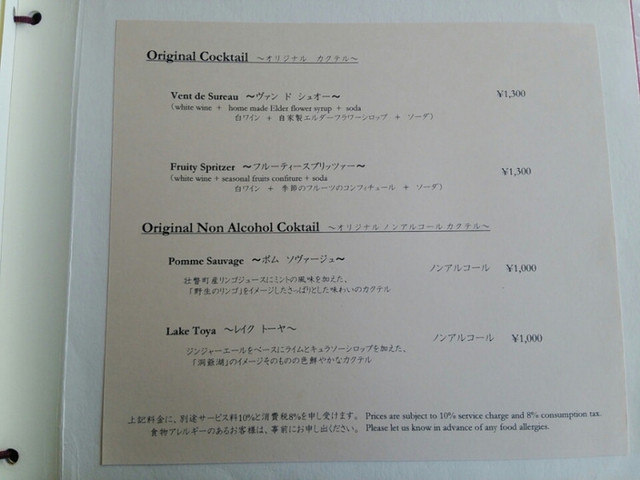 Original Cocktail ～オリジナル カクテル～
Vent de Sureau ～ヴァン ド シュオー～ ¥1,300
(white wine + home made Elder flower syrup + soda
白ワイン + 自家製エルダーフラワーシロップ + ソーダ)
Fruity Spritzer ～フルーティースプリッツァー～ ¥1,300
(white wine + seasonal fruits confiture + soda
白ワイン + 季節のフルーツのコンフィチュール + ソーダ)
Original Non Alcohol Coktail ～オリジナル ノンアルコール カクテル～
Pomme Sauvage ～ポム ソヴァージュ～ ノンアルコール ¥1,000
壮瞥町産リンゴジュースにミントの風味を加えた、
「野生のリンゴ」をイメージしたさっぱりとした味わいのカクテル
Lake Toya ～レイク トーヤ～ ノンアルコール ¥1,000
ジンジャーエールをベースにライムとキュラソーシロップを加えた、
「洞爺湖」のイメージそのものの色鮮やかなカクテル
上記料金に、別途サービス料10%と消費税8%を申し受けます。 Prices are subject to 10% service charge and 8% consumption tax.
食物アレルギーのあるお客様は、事前にお申し出ください。 Please let us know in advance of any food allergies.